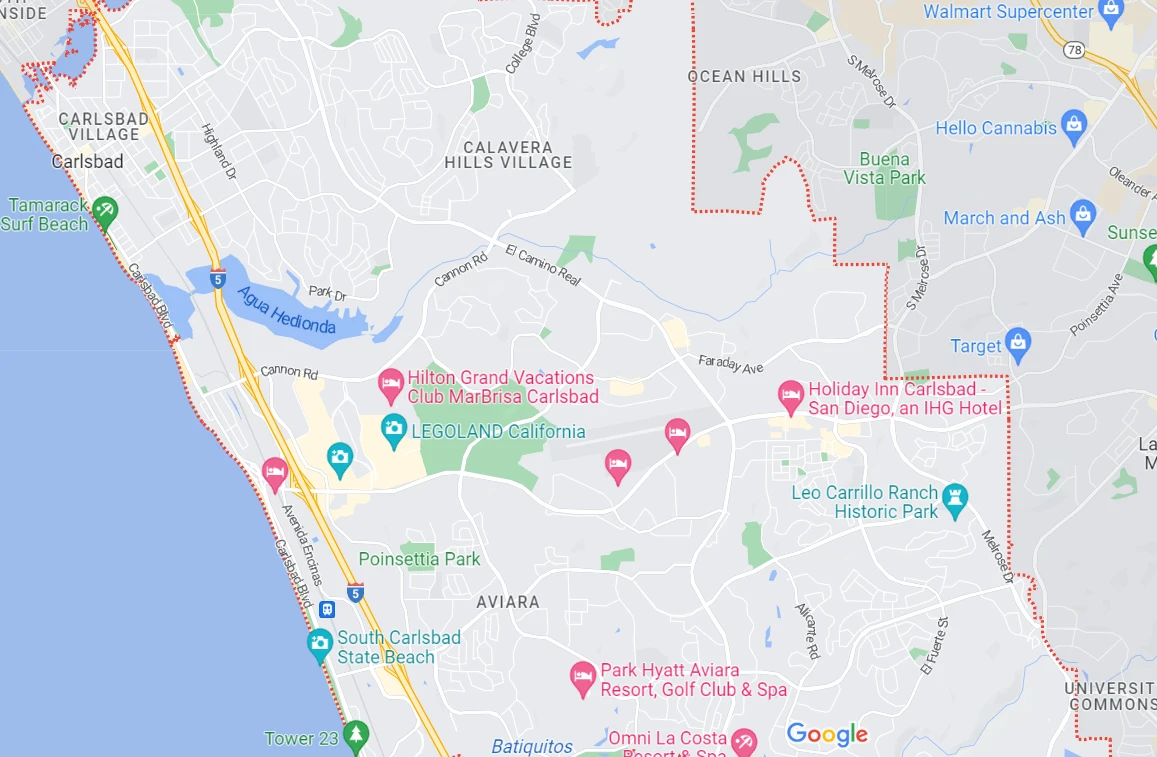 NSIDE
Walmart Supercenter
78
College Blvd
S Melrose Dr
OCEAN HILLS
CARLSBAD
VILLAGE
Carlsbad
Highland Dr
CALAVERA
HILLS VILLAGE
Hello Cannabis
Buena
Vista Park
Oleander A
Tamarack
Surf Beach
March and Ash
Sunse
El Camino Real
Cannon Rd
5
Carlsbad Blvd
Park Dr
Agua Hedionda
S Melrose Dr
Poinsettia Ave
Target
Faraday Ave
Cannon Rd
Hilton Grand Vacations
Club MarBrisa Carlsbad
Holiday Inn Carlsbad -
San Diego, an IHG Hotel
LEGOLAND California
La
M
Leo Carrillo Ranch
Historic Park
Avenida Encinas
Carlsbad Blvd
Melrose Dr
Poinsettia Park
5
AVIARA
Alicante Rd
El Fuerte St
South Carlsbad
State Beach
Park Hyatt Aviara
Resort, Golf Club & Spa
UNIVERSIT
COMMONS
Tower 23
Batiquitos
Omni La Costa
Resort & Spa
Google